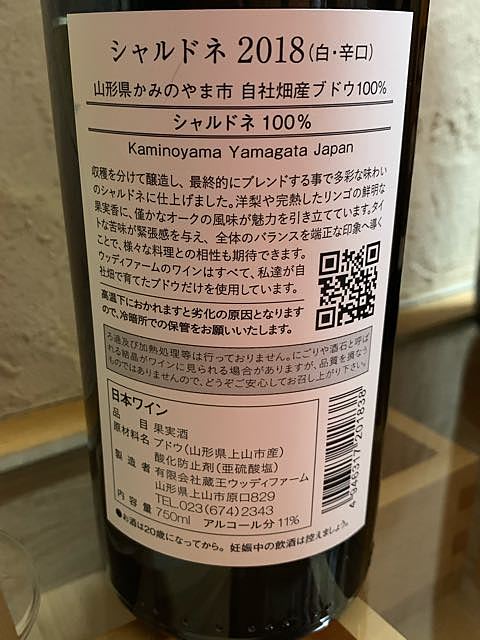 シャルドネ 2018(白・辛口)
山形県かみのやま市 自社畑産ブドウ100%
シャルドネ 100%
Kaminoyama Yamagata Japan
収穫を分けて醸造し、最終的にブレンドする事で多彩な味わい
のシャルドネに仕上げました。洋梨や完熟したリンゴの鮮明な
果実香に、僅かなオークの風味が魅力を引き立てています。タイ
トな苦味が緊張感を与え、全体のバランスを端正な印象へ導く
ことで、様々な料理との相性も期待できます。
ウッディファームのワインはすべて、私達が自
社畑で育てたブドウだけを使用しています。
高温下におかれますと劣化の原因となります
ので、冷暗所での保管をお願いいたします。
ろ過及び加熱処理等は行っておりません。にごりや酒石と呼ば
れる結晶がワインに見られる場合がありますが、品質を損なう
ものではありませんので、どうぞご安心してお召し上がり下さい。
日本ワイン
品目 果実酒
原材料名 ブドウ(山形県上山市産)
酸化防止剤(亜硫酸塩)
製造者 有限会社蔵王ウッディファーム
山形県上山市原口829
TEL.023(674)2343
内容量 750ml アルコール分 11%
●お酒は20歳になってから。妊娠中の飲酒は控えましょう。
4 946317 201838